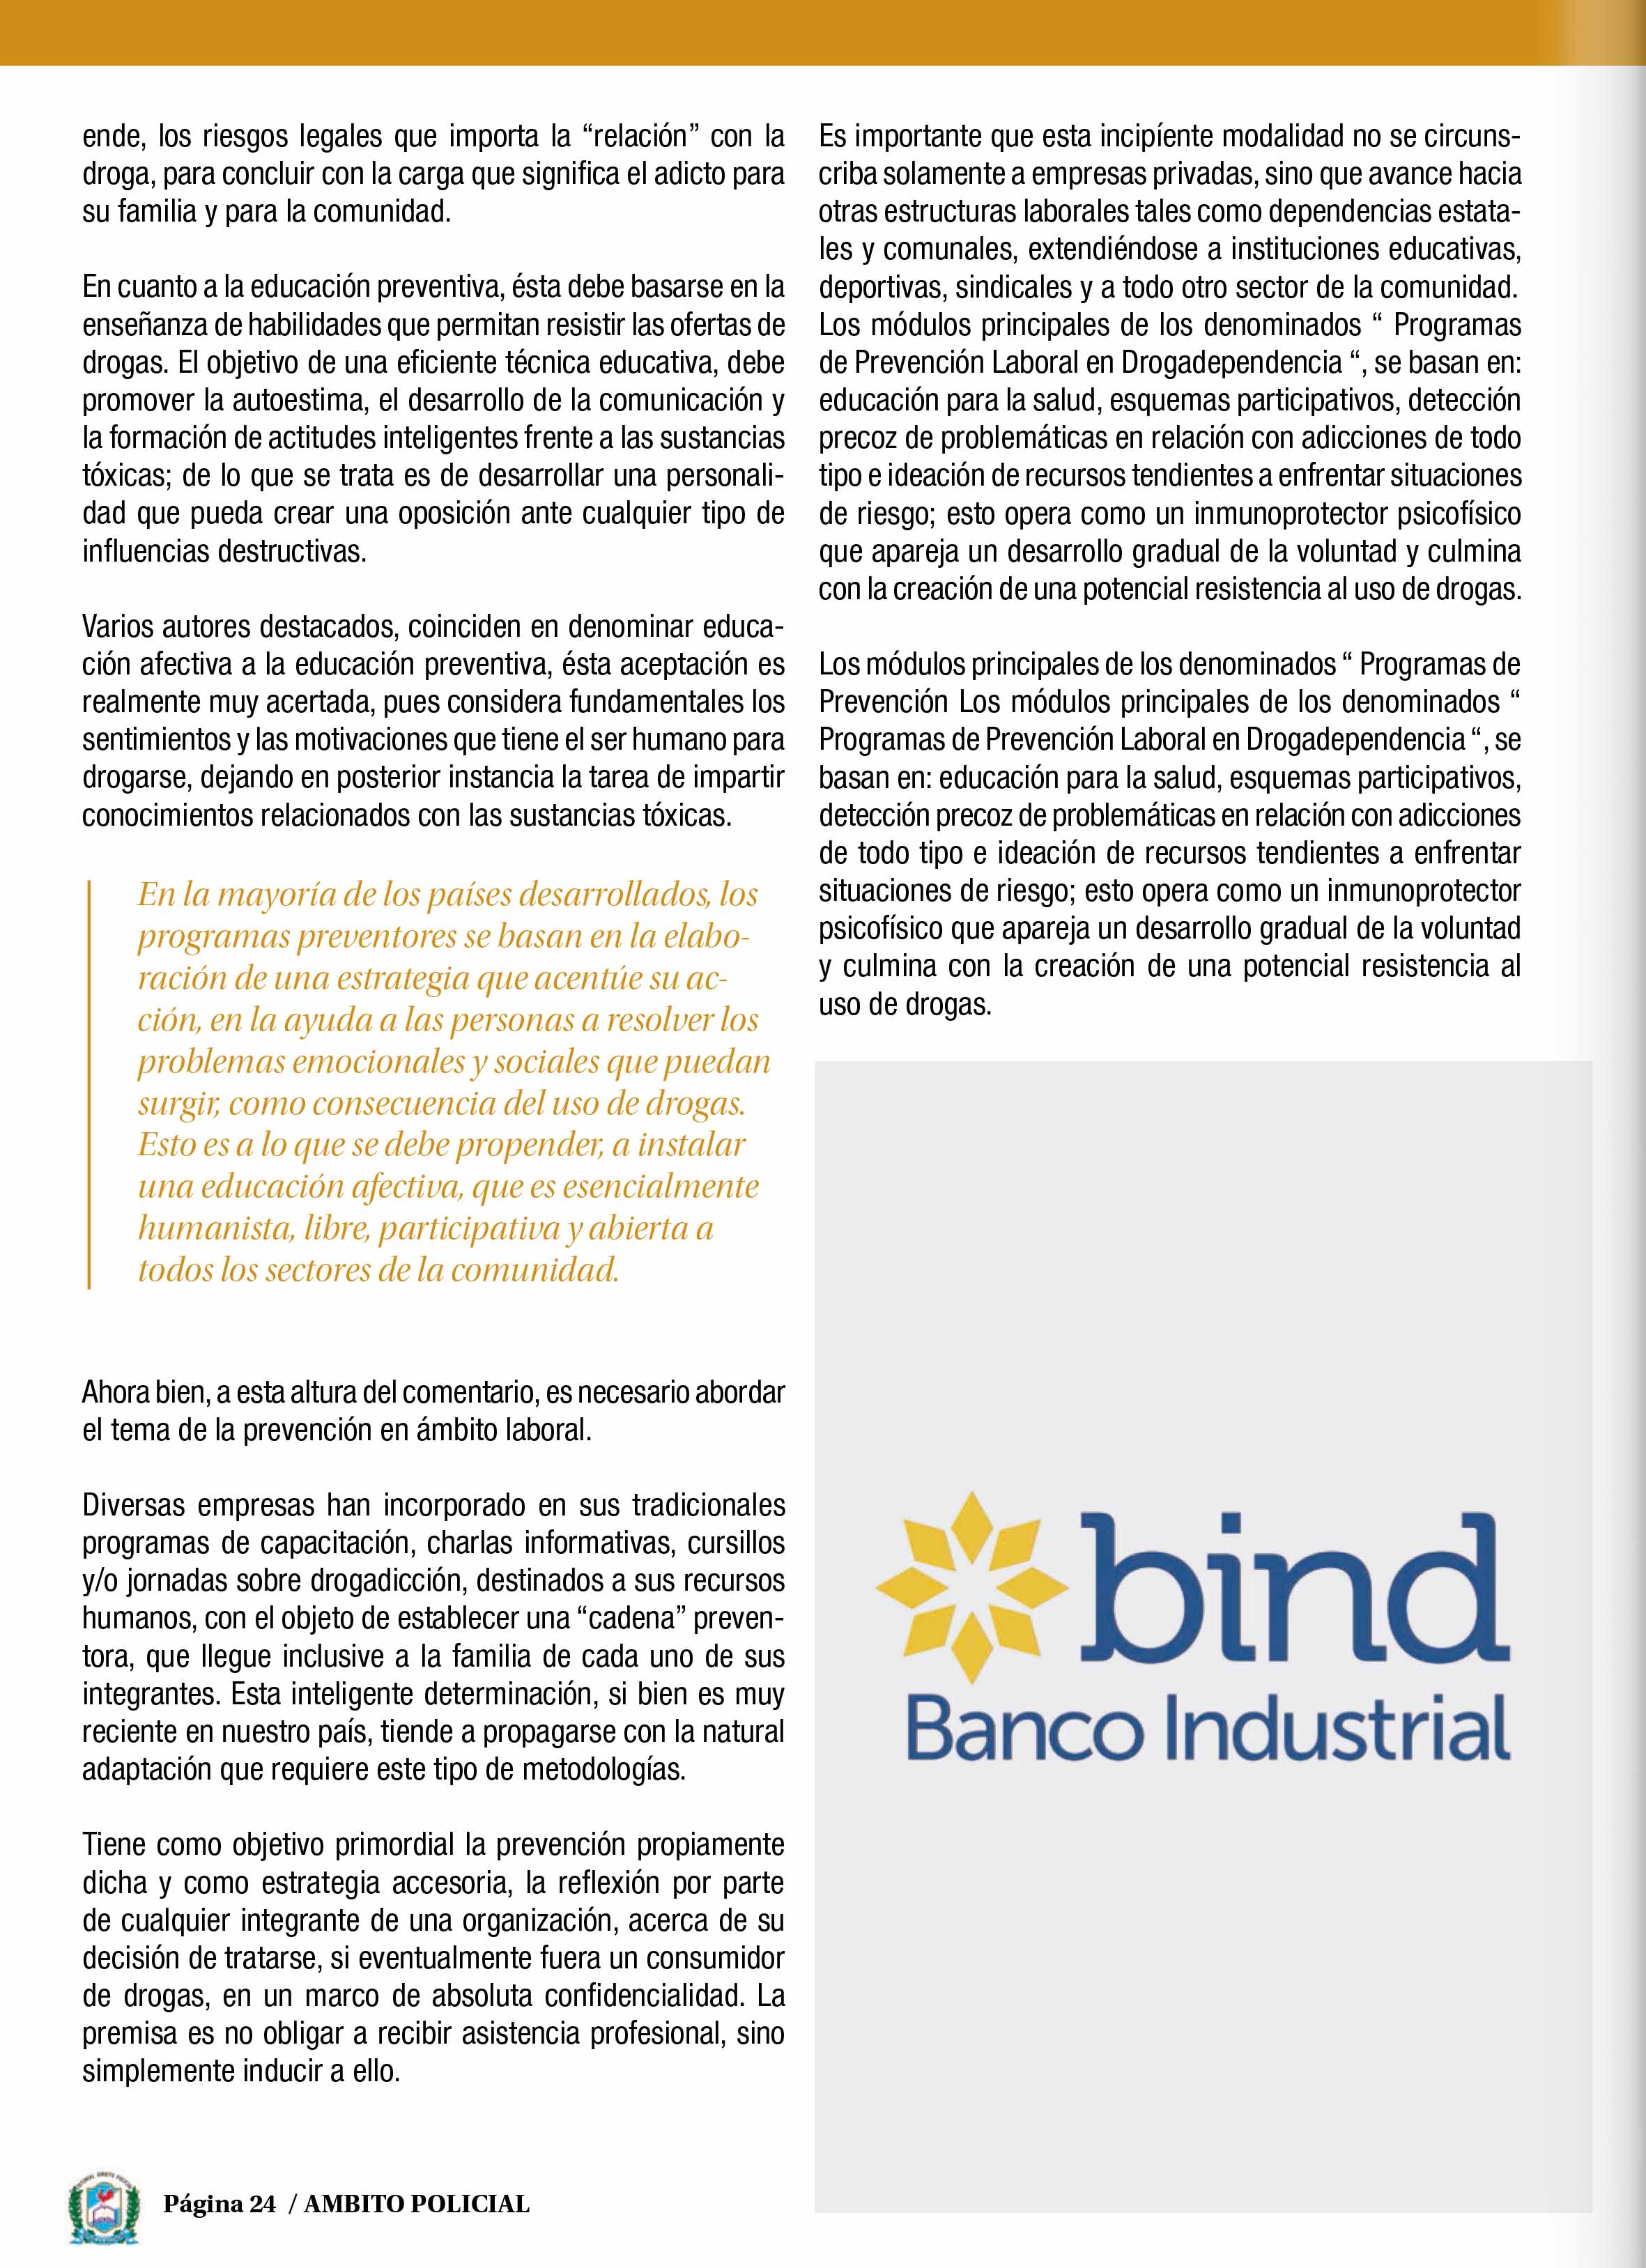 ende, los riesgos legales que importa la “relación” con la
droga, para concluir con la carga que significa el adicto para
su familia y para la comunidad.
En cuanto a la educación preventiva, ésta debe basarse en la
enseñanza de habilidades que permitan resistir las ofertas de
drogas. El objetivo de una eficiente técnica educativa, debe
promover la autoestima, el desarrollo de la comunicación y
la formación de actitudes inteligentes frente a las sustancias
tóxicas; de lo que se trata es de desarrollar una personali-
dad que pueda crear una oposición ante cualquier tipo de
influencias destructivas.
Varios autores destacados, coinciden en denominar educa-
ción afectiva a la educación preventiva, ésta aceptación es
realmente muy acertada, pues considera fundamentales los
sentimientos y las motivaciones que tiene el ser humano para
drogarse, dejando en posterior instancia la tarea de impartir
conocimientos relacionados con las sustancias tóxicas.
En la mayoría de los países desarrollados, los
programas preventores se basan en la elabo-
ración de una estrategia que acentúe su ac-
ción, en la ayuda a las personas a resolver los
problemas emocionales y sociales que puedan
surgir, como consecuencia del uso de drogas.
Esto es a lo que se debe propender, a instalar
una educación afectiva, que es esencialmente
humanista, libre, participativa y abierta a
todos los sectores de la comunidad.
Ahora bien, a esta altura del comentario, es necesario abordar
el tema de la prevención en ámbito laboral.
Diversas empresas han incorporado en sus tradicionales
programas de capacitación, charlas informativas, cursillos
y/o jornadas sobre drogadicción, destinados a sus recursos
humanos, con el objeto de establecer una “cadena” preven-
tora, que llegue inclusive a la familia de cada uno de sus
integrantes. Esta inteligente determinación, si bien es muy
reciente en nuestro país, tiende a propagarse con la natural
adaptación que requiere este tipo de metodologías.
Tiene como objetivo primordial la prevención propiamente
dicha y como estrategia accesoria, la reflexión por parte
de cualquier integrante de una organización, acerca de su
decisión de tratarse, si eventualmente fuera un consumidor
de drogas, en un marco de absoluta confidencialidad. La
premisa es no obligar a recibir asistencia profesional, sino
simplemente inducir a ello.
Es importante que esta incipíente modalidad no se circuns-
criba solamente a empresas privadas, sino que avance hacia
otras estructuras laborales tales como dependencias estata-
les y comunales, extendiéndose a instituciones educativas,
deportivas, sindicales y a todo otro sector de la comunidad.
Los módulos principales de los denominados “ Programas
de Prevención Laboral en Drogadependencia “, se basan en:
educación para la salud, esquemas participativos, detección
precoz de problemáticas en relación con adicciones de todo
tipo e ideación de recursos tendientes a enfrentar situaciones
de riesgo; esto opera como un inmunoprotector psicofísico
que apareja un desarrollo gradual de la voluntad y culmina
con la creación de una potencial resistencia al uso de drogas.
Los módulos principales de los denominados “ Programas de
Prevención Los módulos principales de los denominados “
Programas de Prevención Laboral en Drogadependencia “, se
basan en: educación para la salud, esquemas participativos,
detección precoz de problemáticas en relación con adicciones
de todo tipo e ideación de recursos tendientes a enfrentar
situaciones de riesgo; esto opera como un inmunoprotector
psicofísico que apareja un desarrollo gradual de la voluntad
y culmina con la creación de una potencial resistencia al
uso de drogas.
bind
Banco Industrial
Página 24 / AMBITO POLICIAL